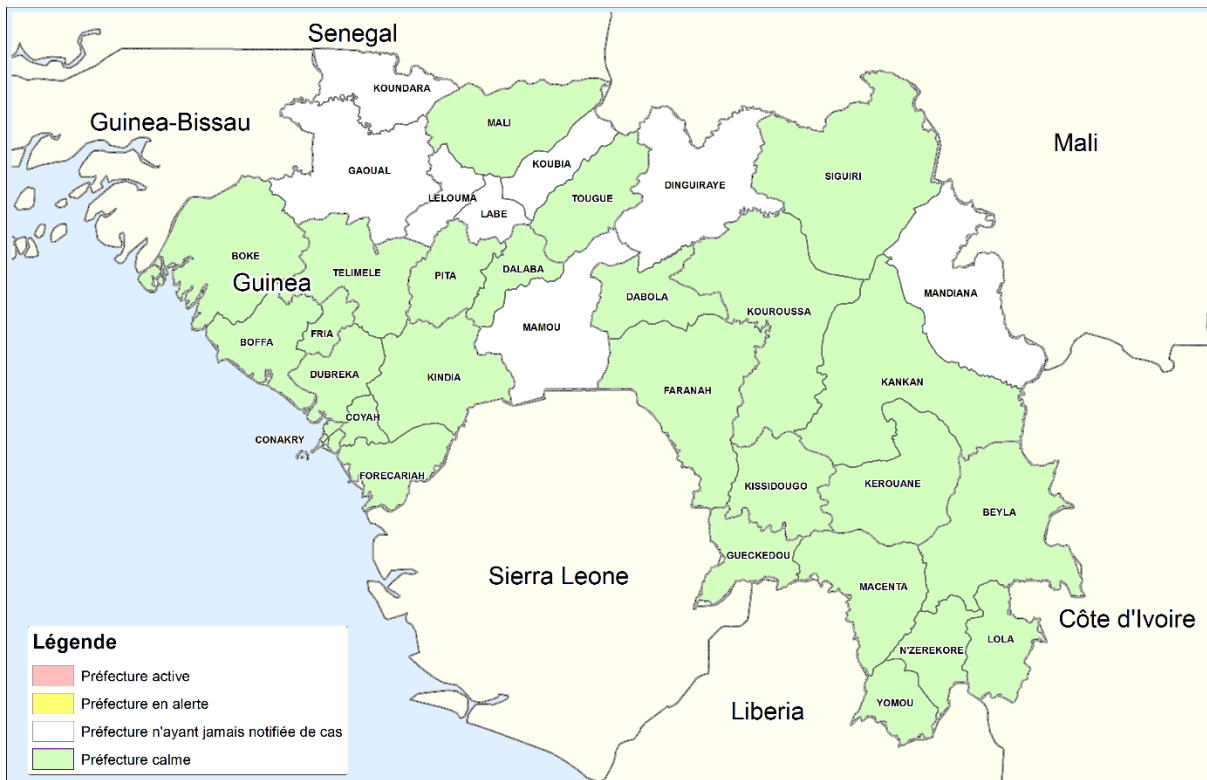 Senegal
KOUNDARA
Guinea-Bissau
MALI
Mali
KOUBIA
GAOUAL
SIGUIRI
DINGUIRAYE
LELOUMA
TOUGUE
LABE
BOKE
TELIMELE
PITA
DALABA
Guinea
MANDIANA
DABOLA
KOUROUSSA
MAMOU
FRIA
BOFFA
DUBREKA
KINDIA
KANKAN
FARANAH
COYAH
CONAKRY
FORECARIAH
KISSIDOUGO
KEROUANE
BEYLA
GUECKEDOU
Sierra Leone
MACENTA
Côte d'Ivoire
LOLA
N'ZEREKORE
YOMOU
Liberia
Légende
Préfecture active
Préfecture en alerte
Préfecture n'ayant jamais notifiée de cas
Préfecture calme